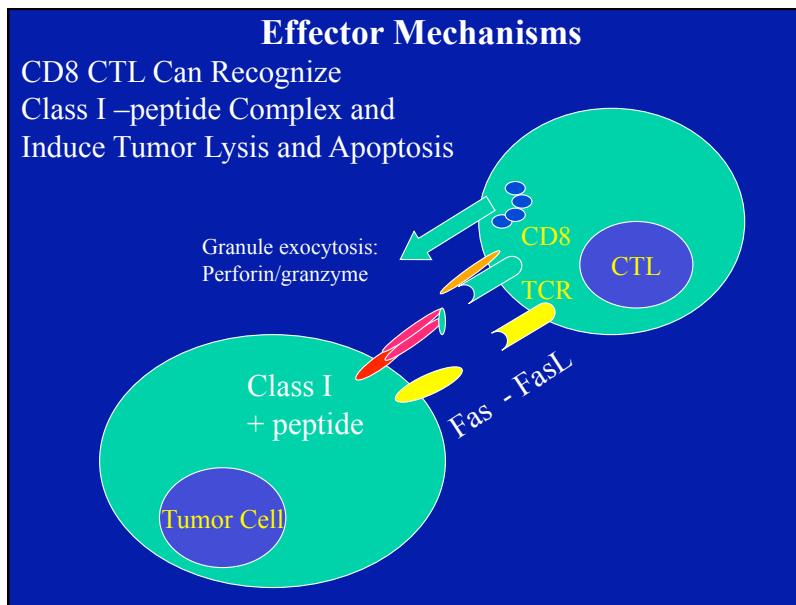 Effector Mechanisms
CD8 CTL Can Recognize
Class I –peptide Complex and
Induce Tumor Lysis and Apoptosis
Granule exocytosis:
Perforin/granzyme
CD8
CTL
TCR
Class I
+ peptide
Fas - FasL
Tumor Cell